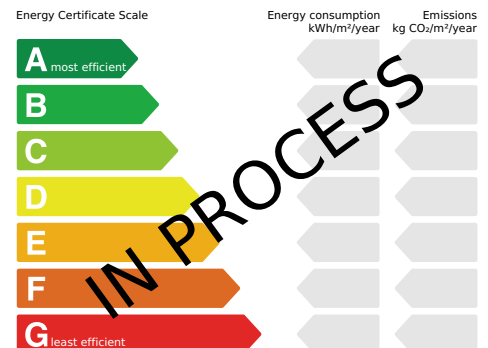 Energy Certificate Scale
Energy consumption
kWh/m²/year
Emissions
kg CO₂/m²/year
A most efficient
B
C
D
E
F
G least efficient
IN PROCESS